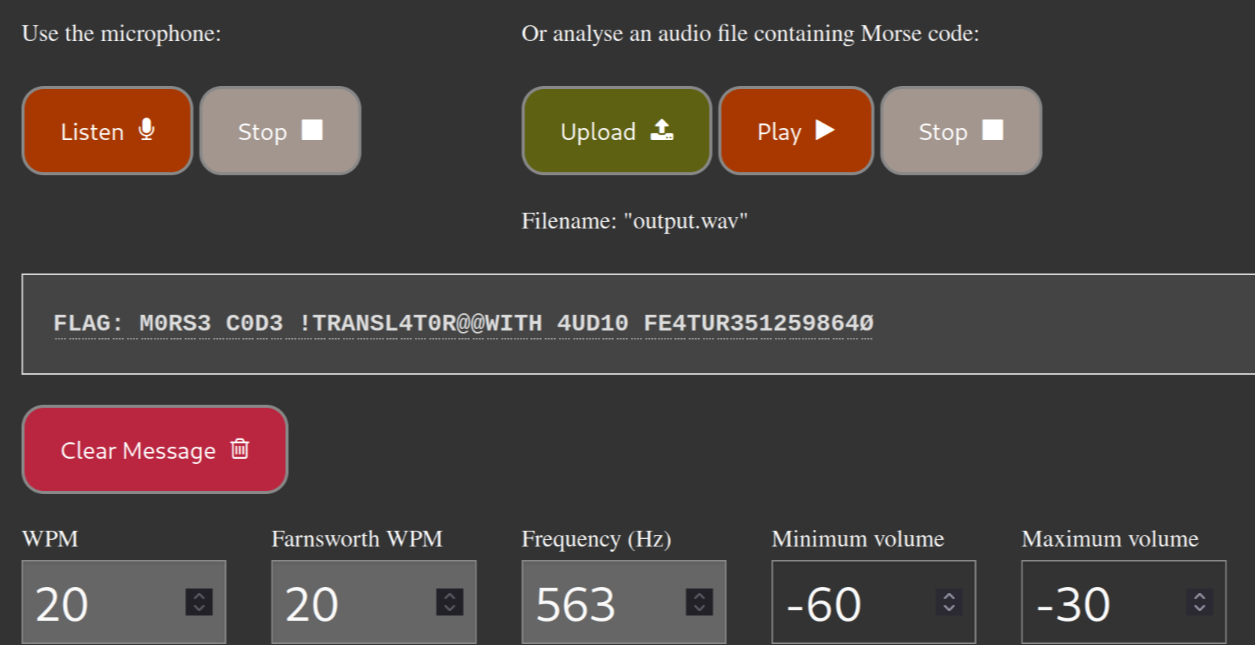 Use the microphone: Or analyse an audio file containing Morse code:
Listen Stop Upload Play Stop
Filename: "output.wav"
FLAG: M0RS3 C0D3 !TRANSL4T0R@@WITH 4UD10 FE4TUR351259864Ø
Clear Message
WPM Farnsworth WPM Frequency (Hz) Minimum volume Maximum volume
20 20 563 -60 -30